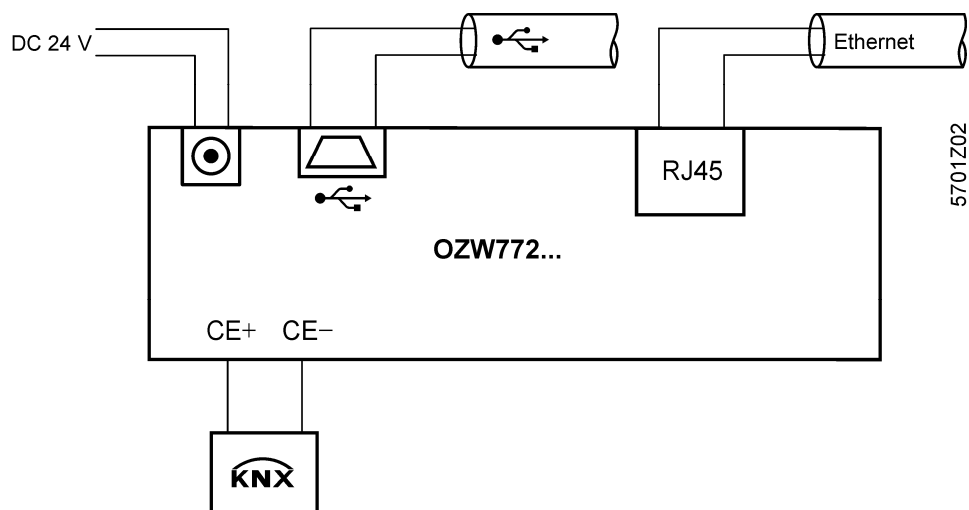 DC 24 V
Ethernet
RJ45
5701Z02
OZW772...
CE+ CE−
KNX